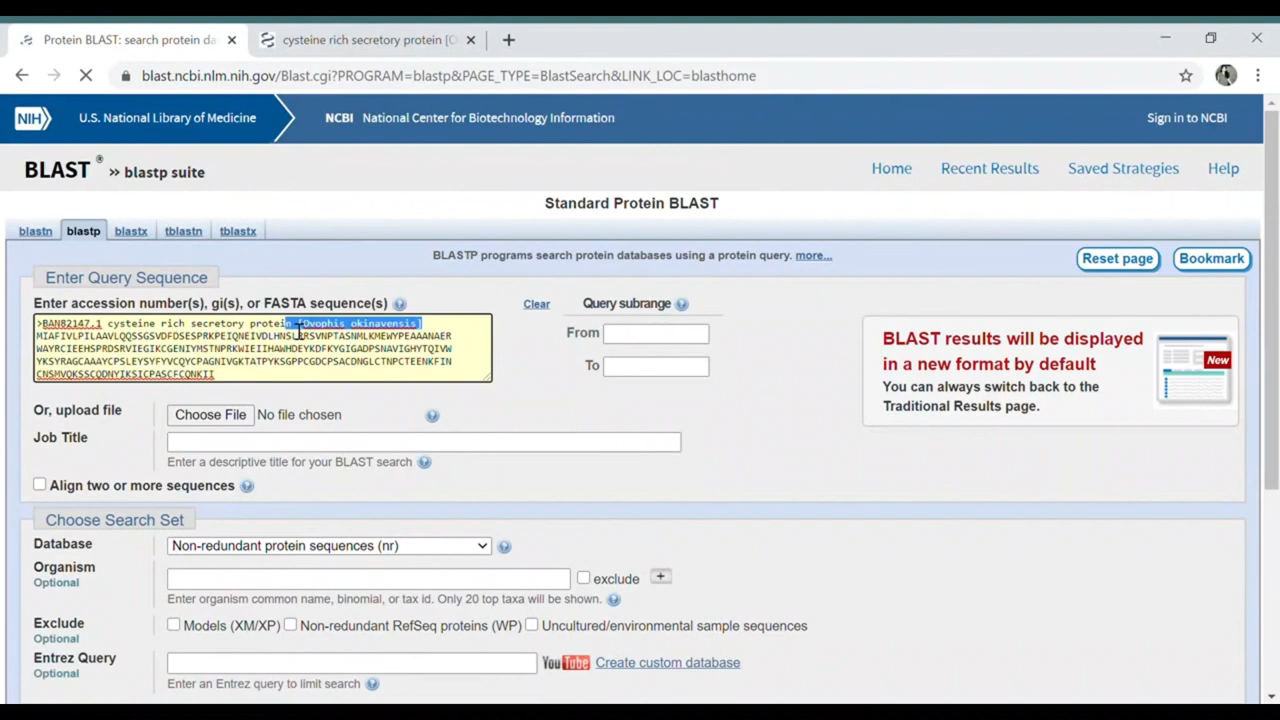 Protein BLAST: search protein da
cysteine rich secretory protein [O
blast.ncbi.nlm.nih.gov/Blast.cgi?PROGRAM=blastp&PAGE_TYPE=BlastSearch&LINK_LOC=blasthome
NIH
U.S. National Library of Medicine
NCBI National Center for Biotechnology Information
Sign in to NCBI
BLAST ® » blastp suite
Home
Recent Results
Saved Strategies
Help
Standard Protein BLAST
blastn
blastp
blastx
tblastn
tblastx
BLASTP programs search protein databases using a protein query. more...
Reset page
Bookmark
Enter Query Sequence
Enter accession number(s), gi(s), or FASTA sequence(s)
Clear
Query subrange
>BAN82147.1 cysteine rich secretory protein [Ovophis okinavensis]
MIAFIVLPILAAVLQQSSGSVDFDSESPRKPEIQNEIVDLHNSLRRSVNPTASNMLKMEWYPEAAANAER
WAYRCIEEHSPRDSRVIEGIKCGENIYMSTNPRKWIEIIHAWHDEYKDFKYGIGADPSNAVIGHYTQIVW
YKSYRAGCAAAYCPSLEYSYFYVCQYCPAGNIVGKTATPYKSGPPCGDCPSACDNGLCTNPCTEENKFIN
CNSMVQKSSCQDNYIKSICPASCFCQNKII
From
To
BLAST results will be displayed
in a new format by default
You can always switch back to the
Traditional Results page.
New
Or, upload file
Choose File No file chosen
Job Title
Enter a descriptive title for your BLAST search
Align two or more sequences
Choose Search Set
Database
Non-redundant protein sequences (nr)
Organism
Optional
exclude
+
Enter organism common name, binomial, or tax id. Only 20 top taxa will be shown.
Exclude
Optional
Models (XM/XP)
Non-redundant RefSeq proteins (WP)
Uncultured/environmental sample sequences
Entrez Query
Optional
YouTube Create custom database
Enter an Entrez query to limit search